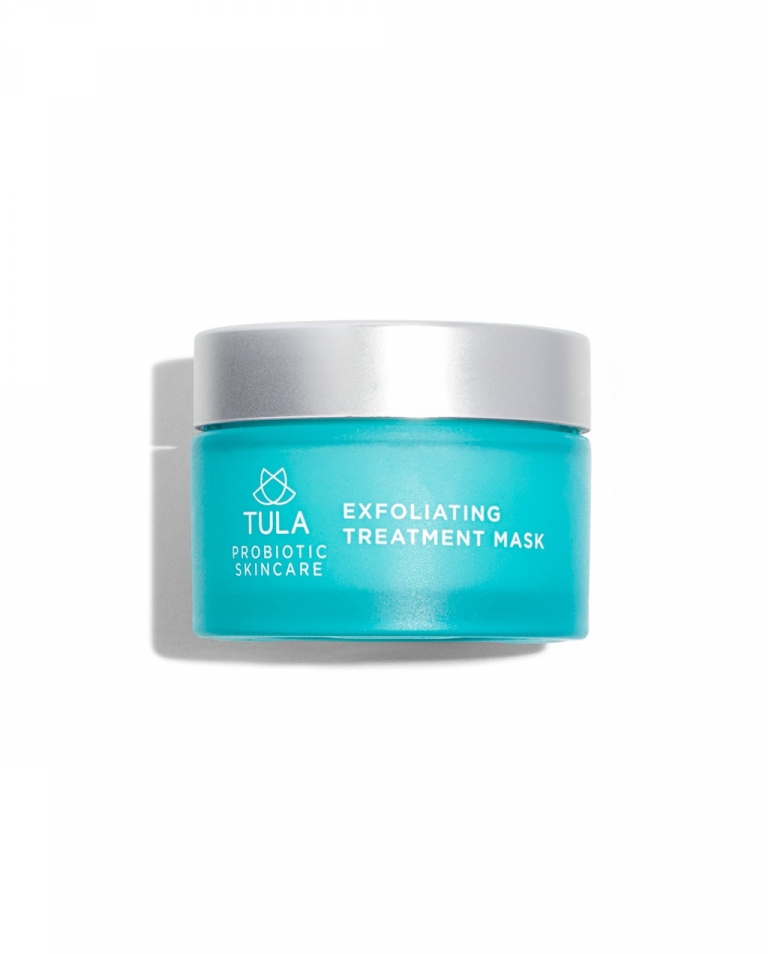 TULA
PROBIOTIC
SKINCARE
EXFOLIATING
TREATMENT MASK